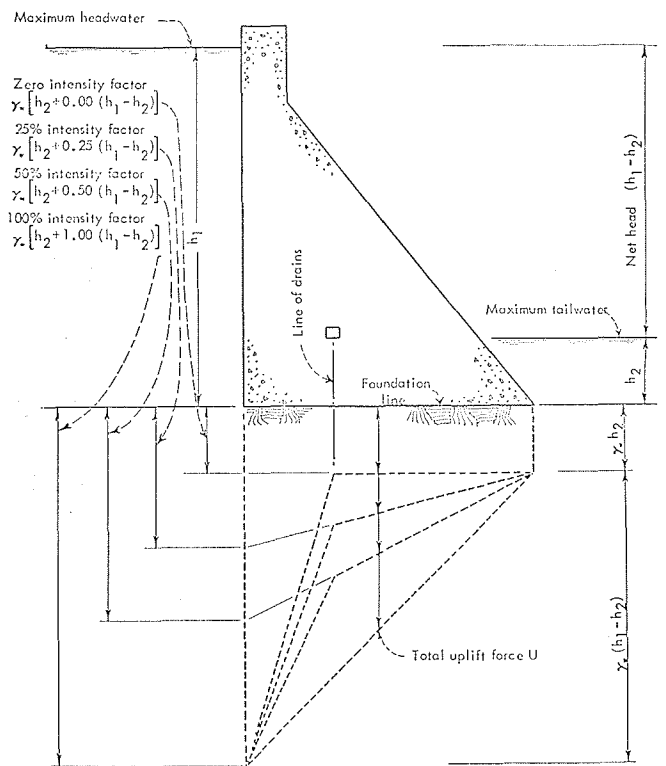 Maximum headwater
Zero intensity factor
γw[h2+0.00 (h1-h2)]
25% intensity factor
γw[h2+0.25 (h1-h2)]
50% intensity factor
γw[h2+0.50 (h1-h2)]
100% intensity factor
γw[h2+1.00 (h1-h2)]
h1
Line of drains
Net head (h1-h2)
Maximum tailwater
h2
Foundation
line
γw h2
γw (h1-h2)
Total uplift force U